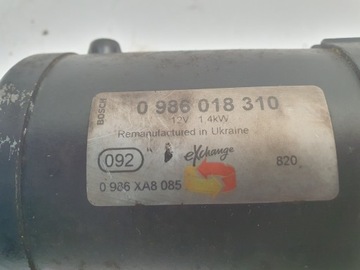 BOSCH
0 986 018 310
12V 1.4kW
Remanufactured in Ukraine
092
eXchange
820
0 986 XA8 085